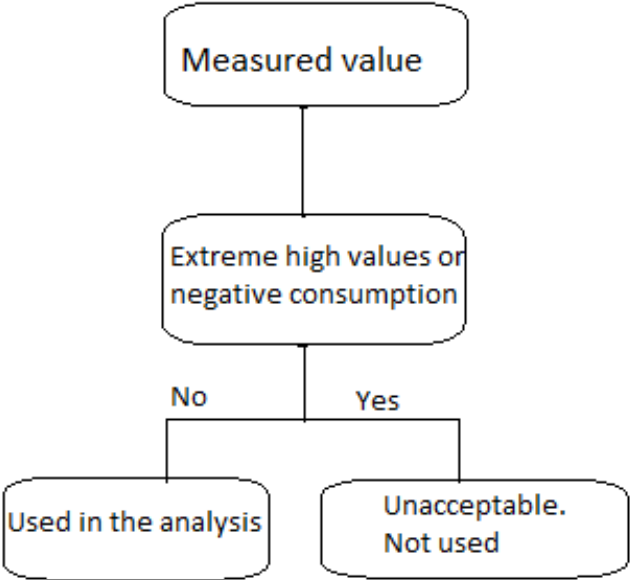 Measured value
Extreme high values or
negative consumption
No
Yes
Used in the analysis
Unacceptable.
Not used